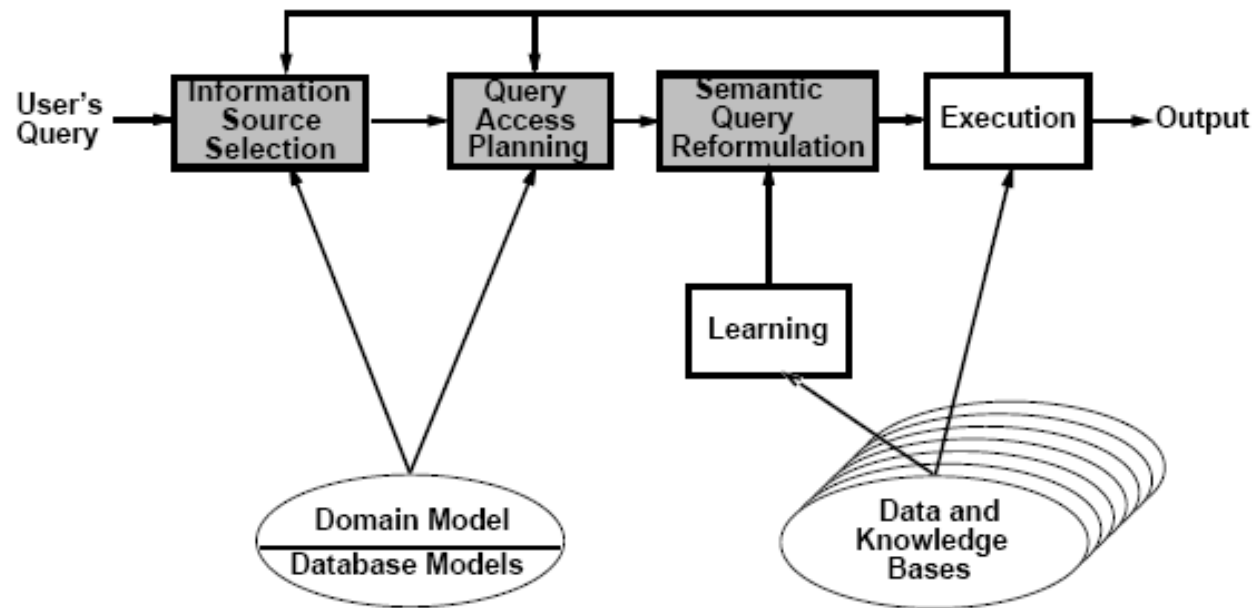 User's
Query
Information
Source
Selection
Query
Access
Planning
Semantic
Query
Reformulation
Execution
Output
Learning
Domain Model
Database Models
Data and
Knowledge
Bases